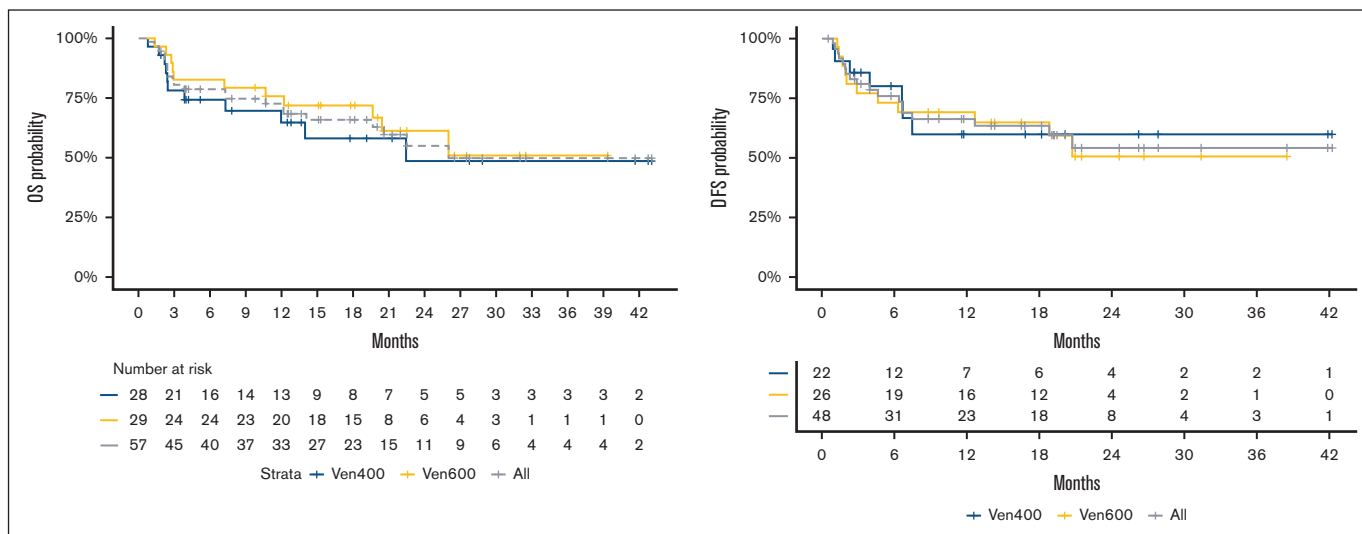 OS probability
100%
75%
50%
25%
0%
0 3 6 9 12 15 18 21 24 27 30 33 36 39 42
Months
Number at risk
28 21 16 14 13 9 8 7 5 5 3 3 3 3 2
29 24 24 23 20 18 15 8 6 4 3 1 1 1 0
57 45 40 37 33 27 23 15 11 9 6 4 4 4 2
Strata Ven400 Ven600 All
DFS probability
100%
75%
50%
25%
0%
0 6 12 18 24 30 36 42
Months
22 12 7 6 4 2 2 1
26 19 16 12 4 2 1 0
48 31 23 18 8 4 3 1
0 6 12 18 24 30 36 42
Months
Ven400 Ven600 All